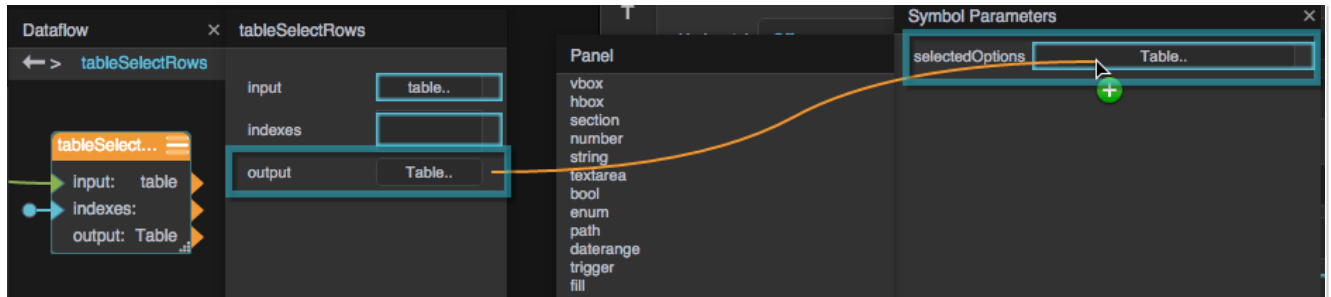 Dataflow ×
tableSelectRows
tableSelect...
input: table
indexes:
output: Table
tableSelectRows
input table..
indexes
output Table..
Panel
vbox
hbox
section
number
string
textarea
bool
enum
path
daterange
trigger
fill
Symbol Parameters ×
selectedOptions Table..